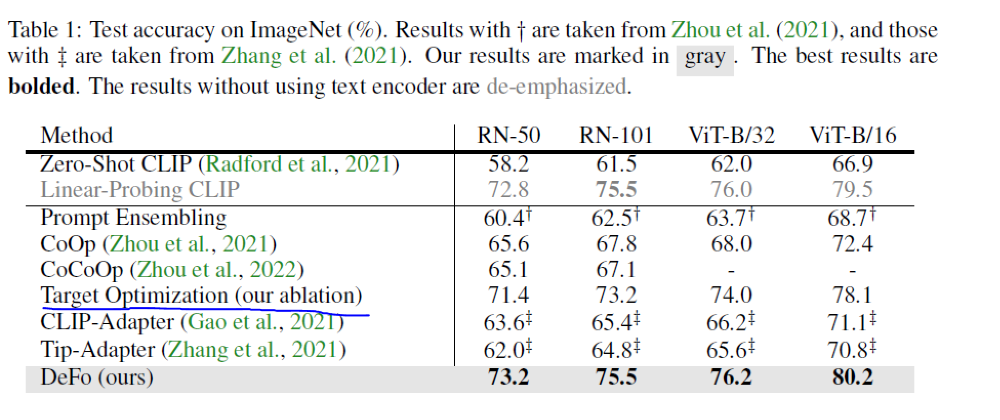 Table 1: Test accuracy on ImageNet (%). Results with † are taken from Zhou et al. (2021), and those
with ‡ are taken from Zhang et al. (2021). Our results are marked in gray . The best results are
bolded. The results without using text encoder are de-emphasized.
Method RN-50 RN-101 ViT-B/32 ViT-B/16
Zero-Shot CLIP (Radford et al., 2021) 58.2 61.5 62.0 66.9
Linear-Probing CLIP 72.8 75.5 76.0 79.5
Prompt Ensembling 60.4† 62.5† 63.7† 68.7†
CoOp (Zhou et al., 2021) 65.6 67.8 68.0 72.4
CoCoOp (Zhou et al., 2022) 65.1 67.1 - -
Target Optimization (our ablation) 71.4 73.2 74.0 78.1
CLIP-Adapter (Gao et al., 2021) 63.6‡ 65.4‡ 66.2‡ 71.1‡
Tip-Adapter (Zhang et al., 2021) 62.0‡ 64.8‡ 65.6‡ 70.8‡
DeFo (ours) 73.2 75.5 76.2 80.2